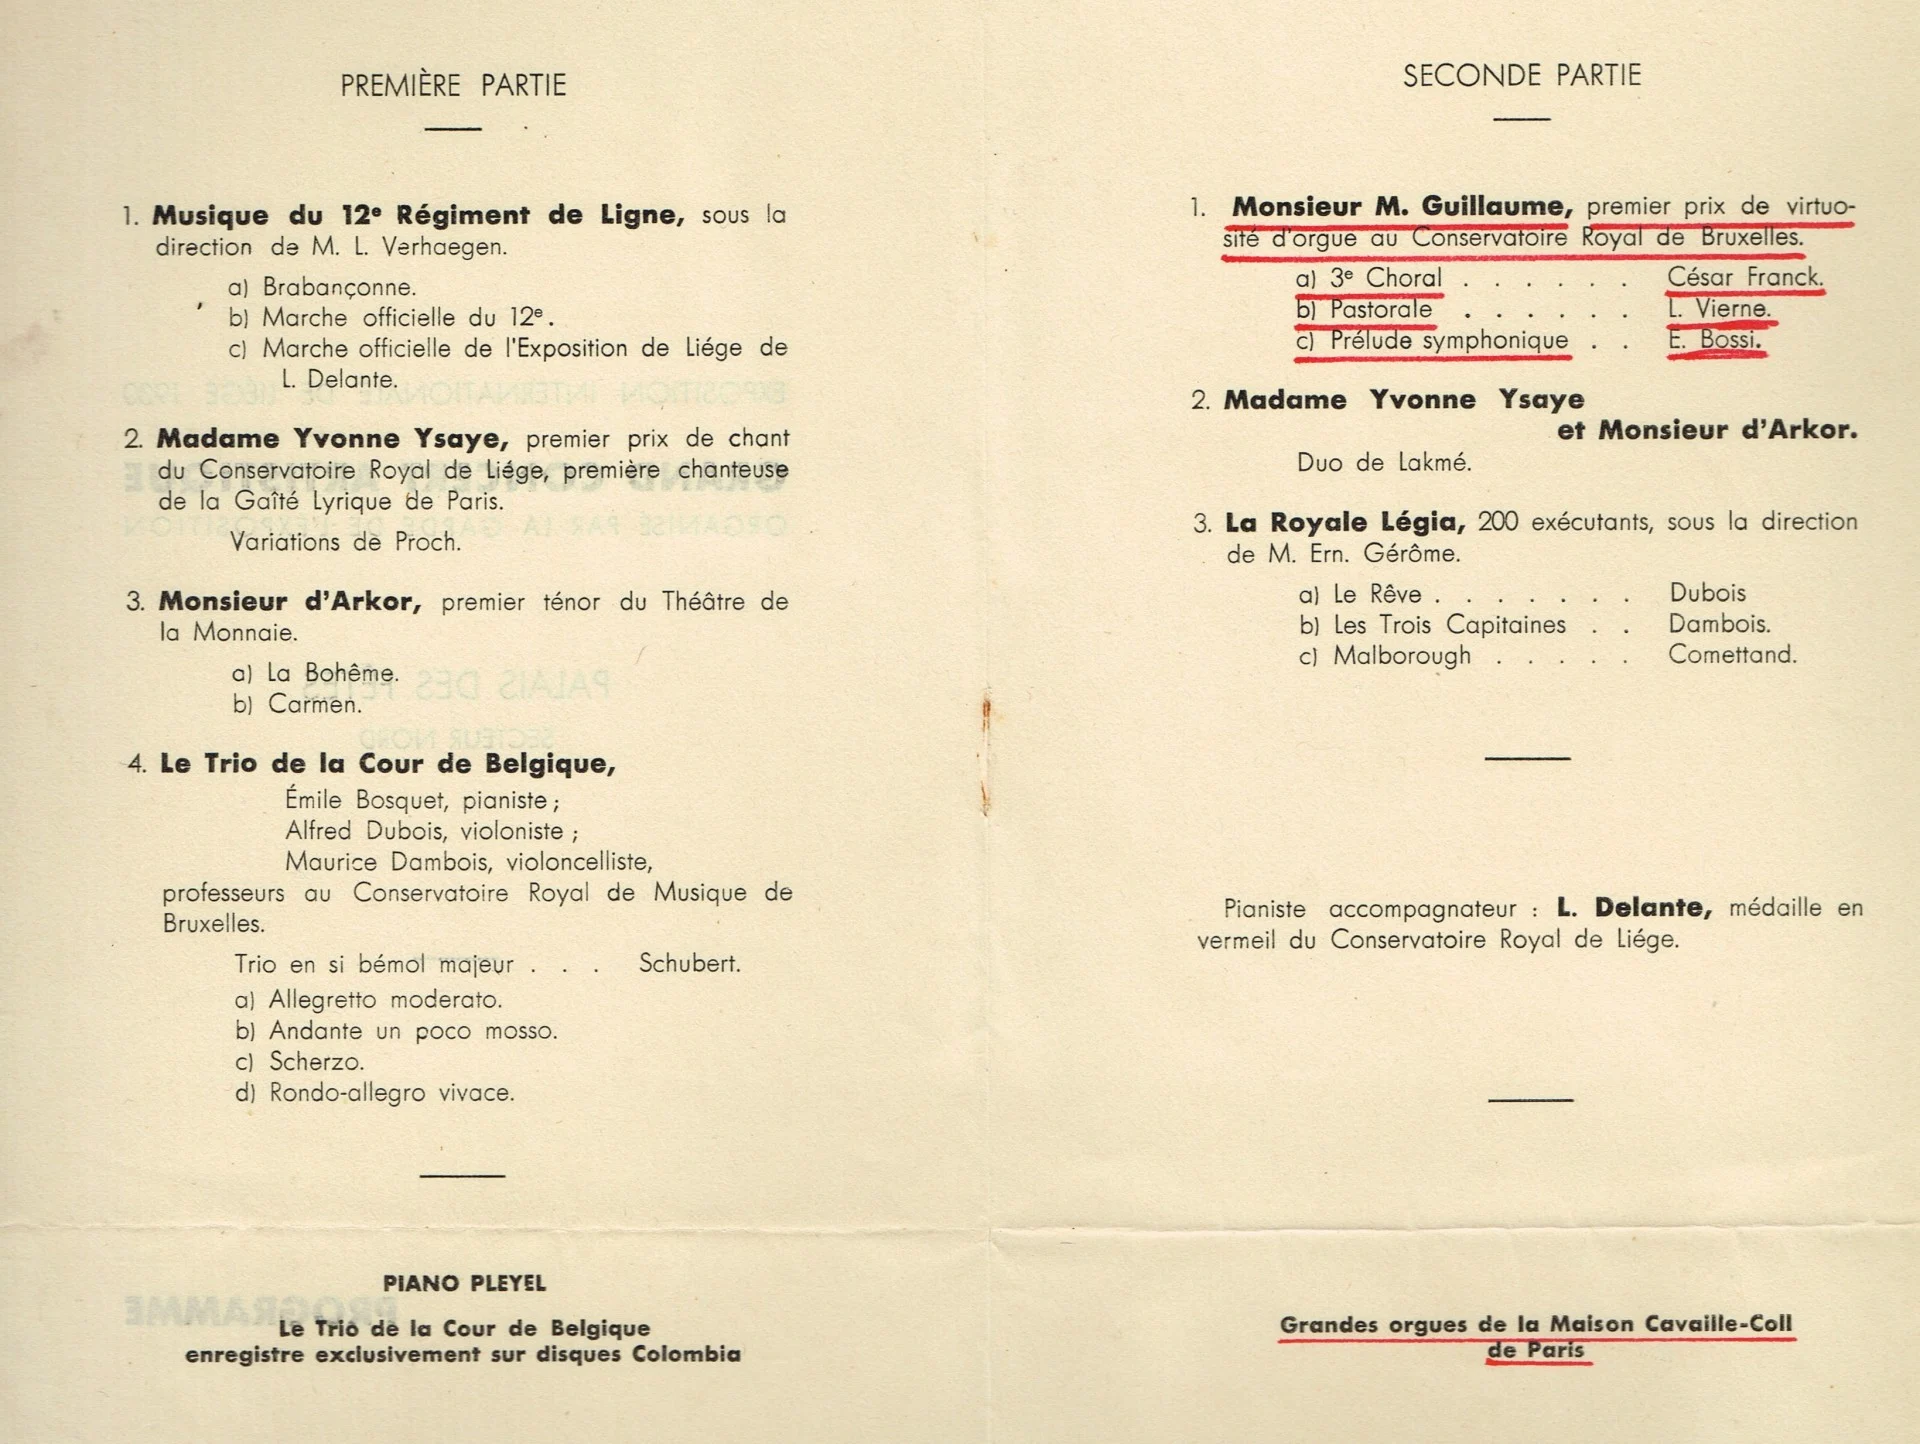 PREMIÈRE PARTIE
1. Musique du 12e Régiment de Ligne, sous la
direction de M. L. Verhaegen.
a) Brabançonne.
b) Marche officielle du 12e.
c) Marche officielle de l'Exposition de Liége de
L. Delante.
2. Madame Yvonne Ysaye, premier prix de chant
du Conservatoire Royal de Liége, première chanteuse
de la Gaîté Lyrique de Paris.
Variations de Proch.
3. Monsieur d'Arkor, premier ténor du Théâtre de
la Monnaie.
a) La Bohême.
b) Carmen.
4. Le Trio de la Cour de Belgique,
Émile Bosquet, pianiste ;
Alfred Dubois, violoniste ;
Maurice Dambois, violoncelliste,
professeurs au Conservatoire Royal de Musique de
Bruxelles.
Trio en si bémol majeur . . . Schubert.
a) Allegretto moderato.
b) Andante un poco mosso.
c) Scherzo.
d) Rondo-allegro vivace.
PIANO PLEYEL
Le Trio de la Cour de Belgique
enregistre exclusivement sur disques Colombia
SECONDE PARTIE
1. Monsieur M. Guillaume, premier prix de virtuo-
sité d'orgue au Conservatoire Royal de Bruxelles.
a) 3e Choral . . . . . . César Franck.
b) Pastorale . . . . . . L. Vierne.
c) Prélude symphonique . . E. Bossi.
2. Madame Yvonne Ysaye
et Monsieur d'Arkor.
Duo de Lakmé.
3. La Royale Légia, 200 exécutants, sous la direction
de M. Ern. Gérôme.
a) Le Rêve . . . . . . . Dubois
b) Les Trois Capitaines . . Dambois.
c) Malborough . . . . . Comettand.
Pianiste accompagnateur : L. Delante, médaille en
vermeil du Conservatoire Royal de Liége.
Grandes orgues de la Maison Cavaille-Coll
de Paris